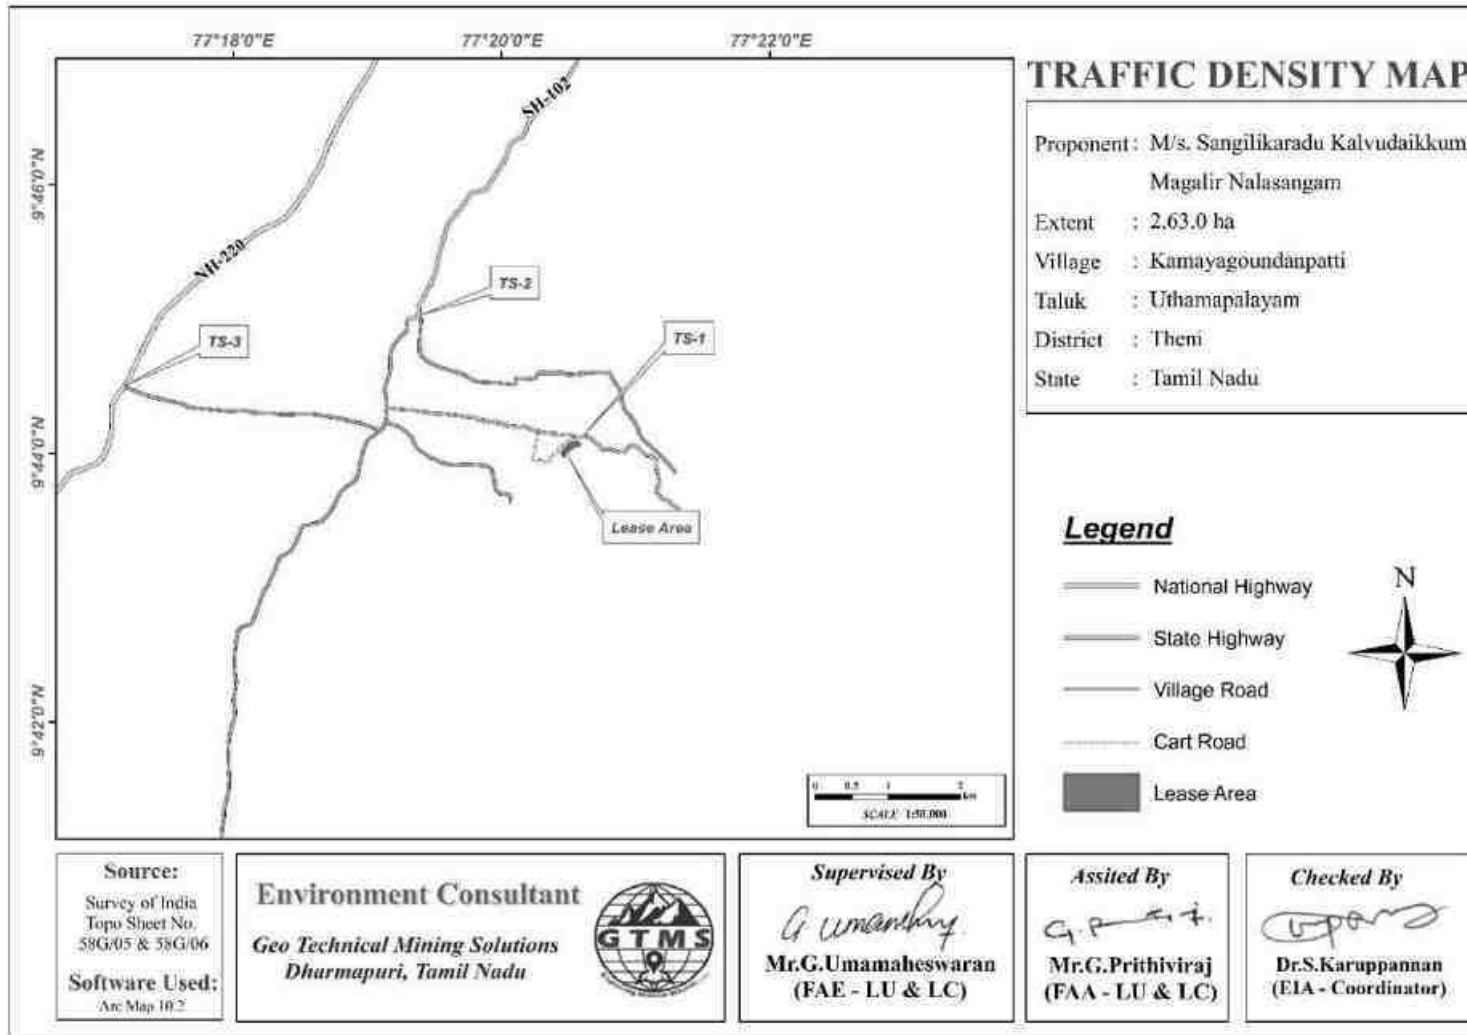 77°18'0"E 77°20'0"E 77°22'0"E
9°46'0"N
9°44'0"N
9°42'0"N
SH-102
NH-220
TS-2
TS-3
TS-1
Lease Area
0 0.5 1 2
km
SCALE 1:50,000
TRAFFIC DENSITY MAP
Proponent : M/s. Sangilikaradu Kalvudaikkum
Magalir Nalasangam
Extent : 2.63.0 ha
Village : Kamayagoundanpatti
Taluk : Uthamapalayam
District : Theni
State : Tamil Nadu
Legend
National Highway
State Highway
Village Road
Cart Road
Lease Area
N
Source:
Survey of India
Topo Sheet No.
58G/05 & 58G/06
Software Used:
Arc Map 10.2
Environment Consultant
Geo Technical Mining Solutions
Dharmapuri, Tamil Nadu
GTMS
Supervised By
Mr.G.Umamaheswaran
(FAE - LU & LC)
Assited By
Mr.G.Prithiviraj
(FAA - LU & LC)
Checked By
Dr.S.Karuppannan
(EIA - Coordinator)